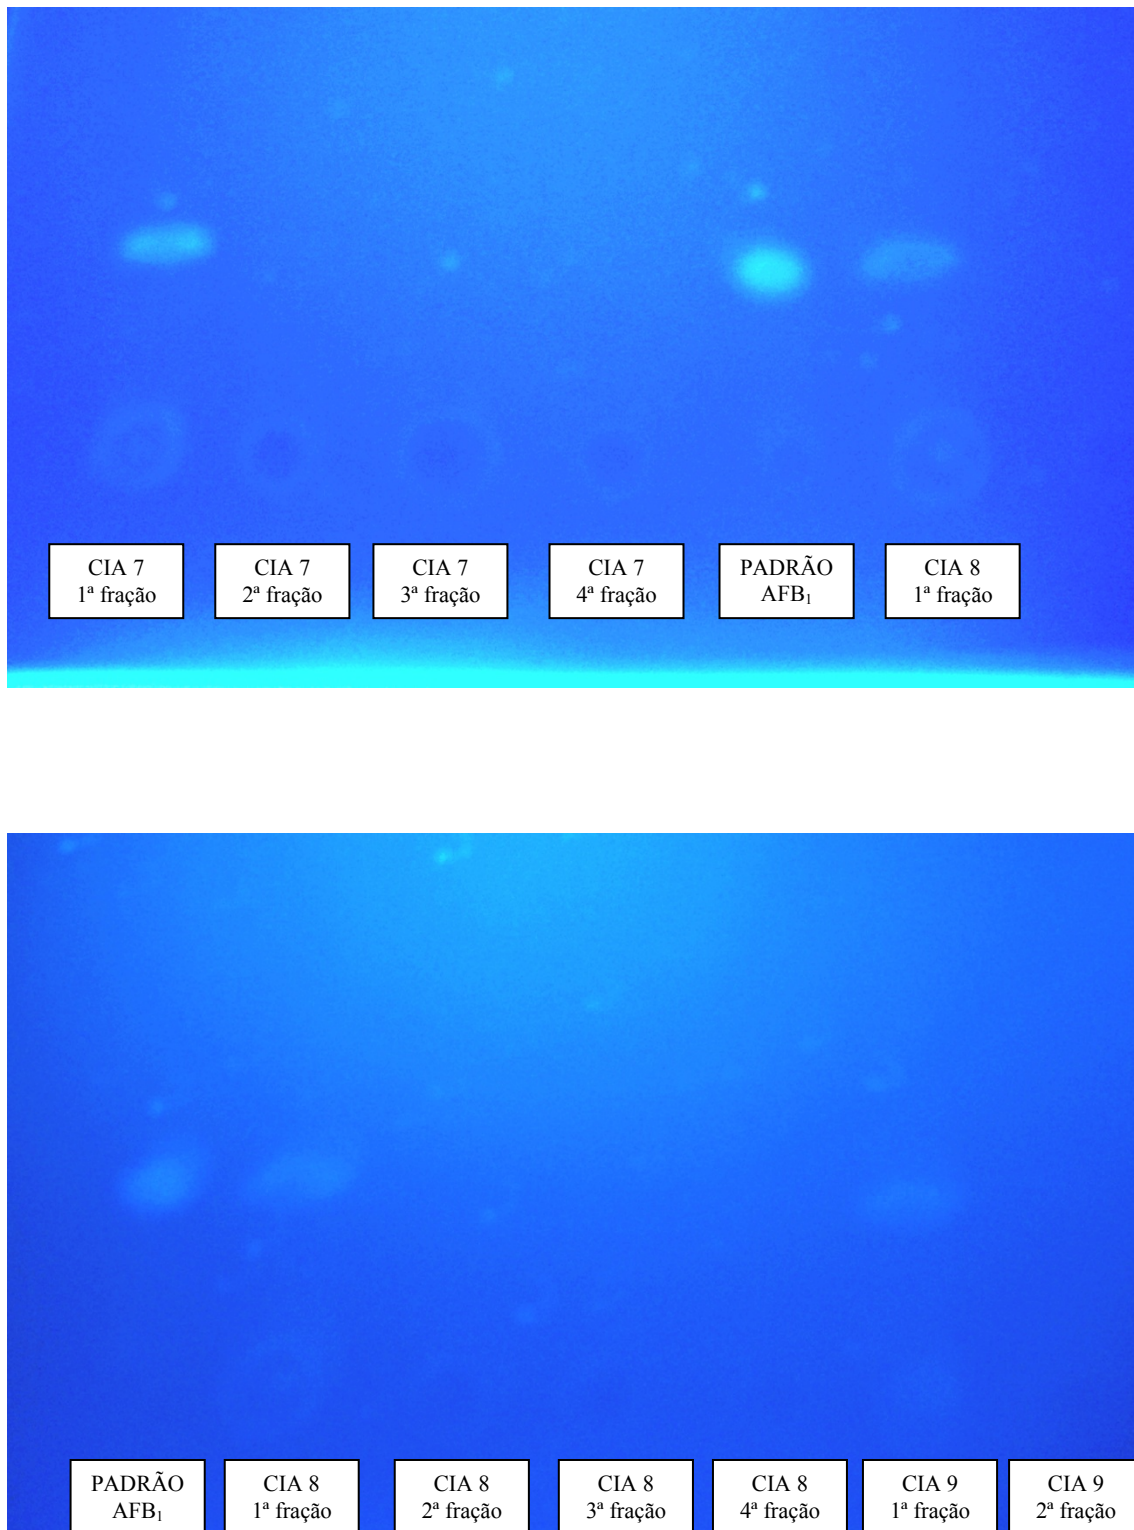 CIA 7
1ª fração
CIA 7
2ª fração
CIA 7
3ª fração
CIA 7
4ª fração
PADRÃO
AFB₁
CIA 8
1ª fração
PADRÃO
AFB₁
CIA 8
1ª fração
CIA 8
2ª fração
CIA 8
3ª fração
CIA 8
4ª fração
CIA 9
1ª fração
CIA 9
2ª fração